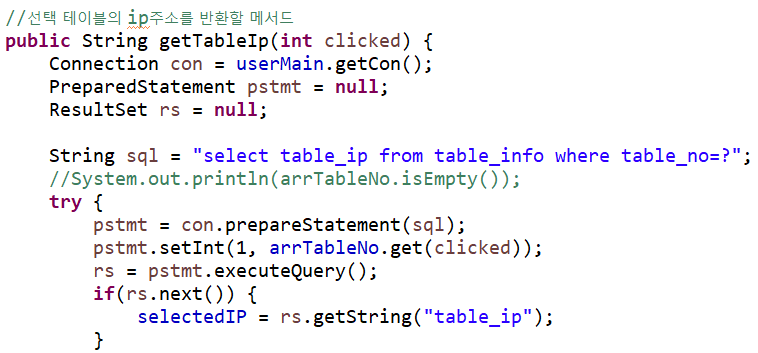 //선택 테이블의 ip주소를 반환할 메서드
public String getTableIp(int clicked) {
    Connection con = userMain.getCon();
    PreparedStatement pstmt = null;
    ResultSet rs = null;

    String sql = "select table_ip from table_info where table_no=?";
    //System.out.println(arrTableNo.isEmpty());
    try {
        pstmt = con.prepareStatement(sql);
        pstmt.setInt(1, arrTableNo.get(clicked));
        rs = pstmt.executeQuery();
        if(rs.next()) {
            selectedIP = rs.getString("table_ip");
        }